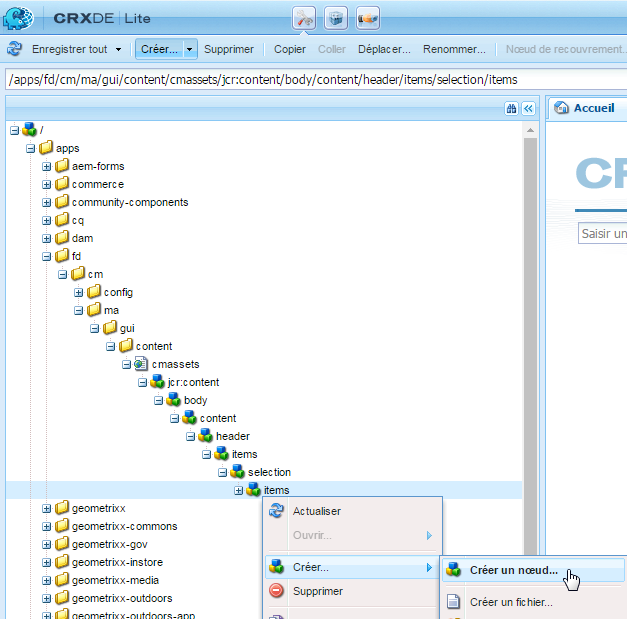 CRXDE | Lite
Enregistrer tout Créer... Supprimer Copier Coller Déplacer... Renommer... Nœud de recouvrement.
/apps/fd/cm/ma/gui/content/cmassets/jcr:content/body/content/header/items/selection/items
Accueil
/
apps
aem-forms
commerce
community-components
cq
dam
fd
cm
config
ma
gui
content
cmassets
jcr:content
body
content
header
items
selection
items
geometrixx
geometrixx-commons
geometrixx-gov
geometrixx-instore
geometrixx-media
geometrixx-outdoors
geometrixx-outdoors-app
CR
Saisir un
Actualiser
Ouvrir...
Créer...
Supprimer
Créer un nœud...
Créer un fichier...